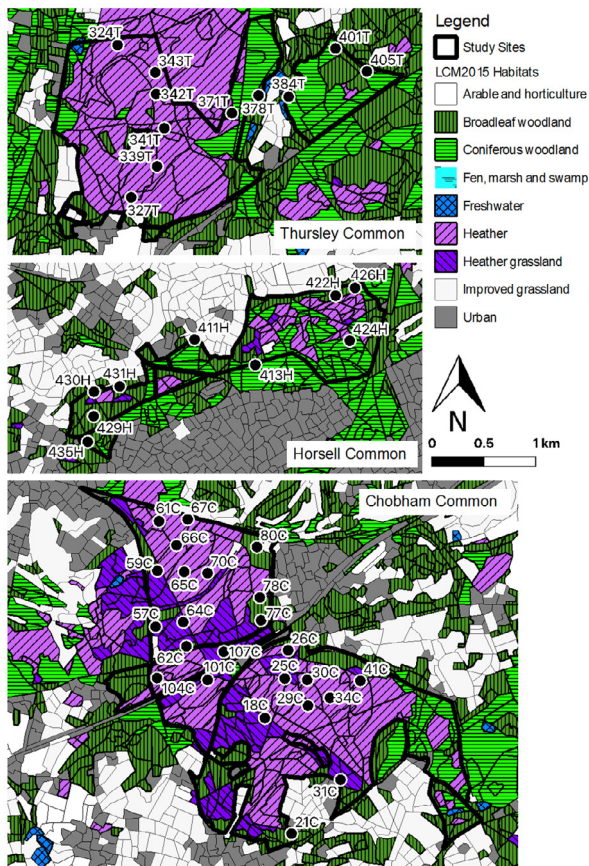 324T
343T
342T
371T
341T
339T
327T
378T
384T
401T
405T
Thursley Common
422H
426H
424H
411H
413H
430H
431H
429H
435H
Horsell Common
Chobham Common
61C
67C
66C
80C
59C
65C
70C
78C
57C
64C
77C
62C
107C
26C
104C
101C
25C
30C
41C
29C
34C
18C
31C
21C
Legend
Study Sites
LCM2015 Habitats
Arable and horticulture
Broadleaf woodland
Coniferous woodland
Fen, marsh and swamp
Freshwater
Heather
Heather grassland
Improved grassland
Urban
N
0 0.5 1 km